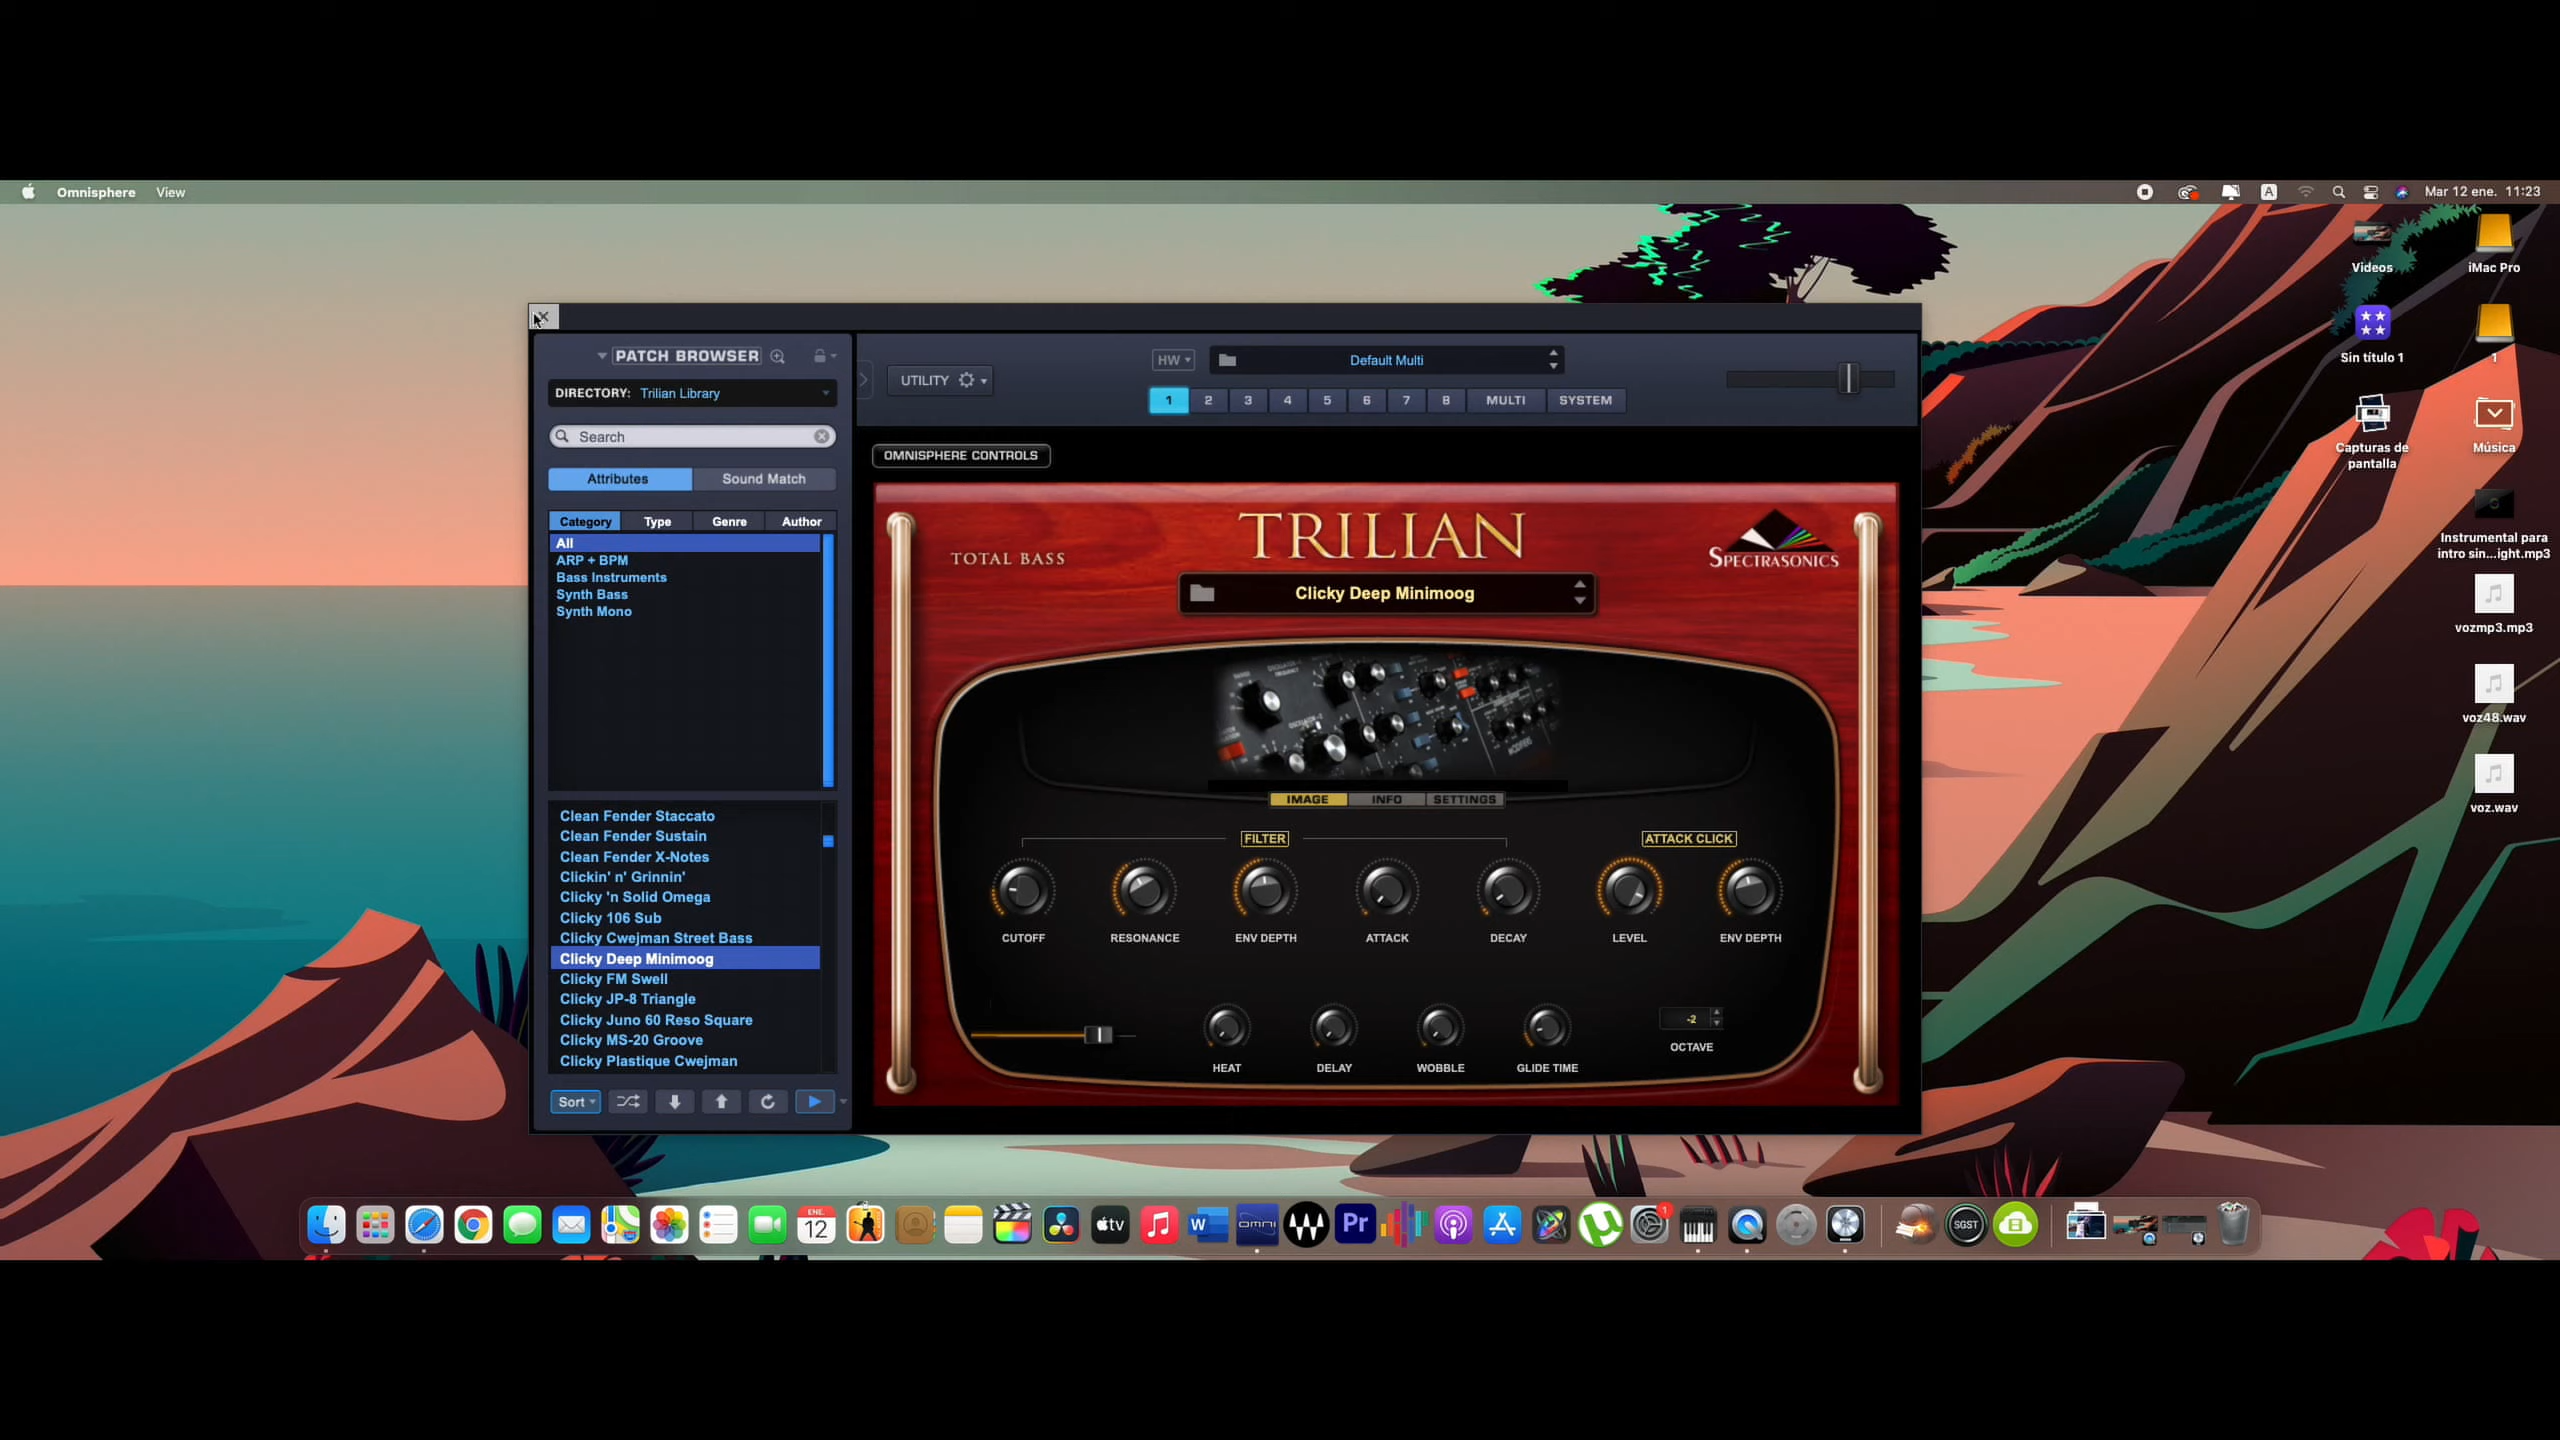 Omnisphere View
A
Mar 12 ene. 11:23
Videos
iMac Pro
Sin título 1
1
Capturas de
pantalla
Música
Instrumental para
intro sin...ight.mp3
vozmp3.mp3
voz48.wav
voz.wav
PATCH BROWSER
DIRECTORY: Trilian Library
Search
Attributes
Sound Match
Category
Type
Genre
Author
All
ARP + BPM
Bass Instruments
Synth Bass
Synth Mono
Clean Fender Staccato
Clean Fender Sustain
Clean Fender X-Notes
Clickin' n' Grinnin'
Clicky 'n Solid Omega
Clicky 106 Sub
Clicky Cwejman Street Bass
Clicky Deep Minimoog
Clicky FM Swell
Clicky JP-8 Triangle
Clicky Juno 60 Reso Square
Clicky MS-20 Groove
Clicky Plastique Cwejman
Sort
UTILITY
HW
Default Multi
1 2 3 4 5 6 7 8 MULTI SYSTEM
OMNISPHERE CONTROLS
TOTAL BASS
TRILIAN
SPECTRASONICS
Clicky Deep Minimoog
IMAGE INFO SETTINGS
FILTER
ATTACK CLICK
CUTOFF
RESONANCE
ENV DEPTH
ATTACK
DECAY
LEVEL
ENV DEPTH
-2
OCTAVE
HEAT
DELAY
WOBBLE
GLIDE TIME
ENE.
12
tv
W
OMNI
Pr
1
SGST